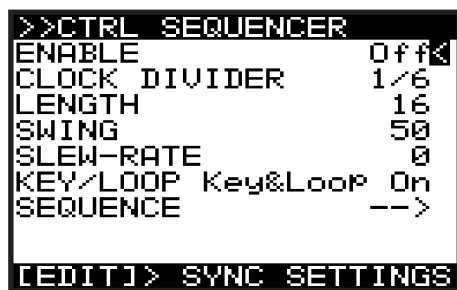 >>CTRL SEQUENCER
ENABLE Off<
CLOCK DIVIDER 1/6
LENGTH 16
SWING 50
SLEW-RATE 0
KEY/LOOP Key&Loop On
SEQUENCE -->
[EDIT]> SYNC SETTINGS